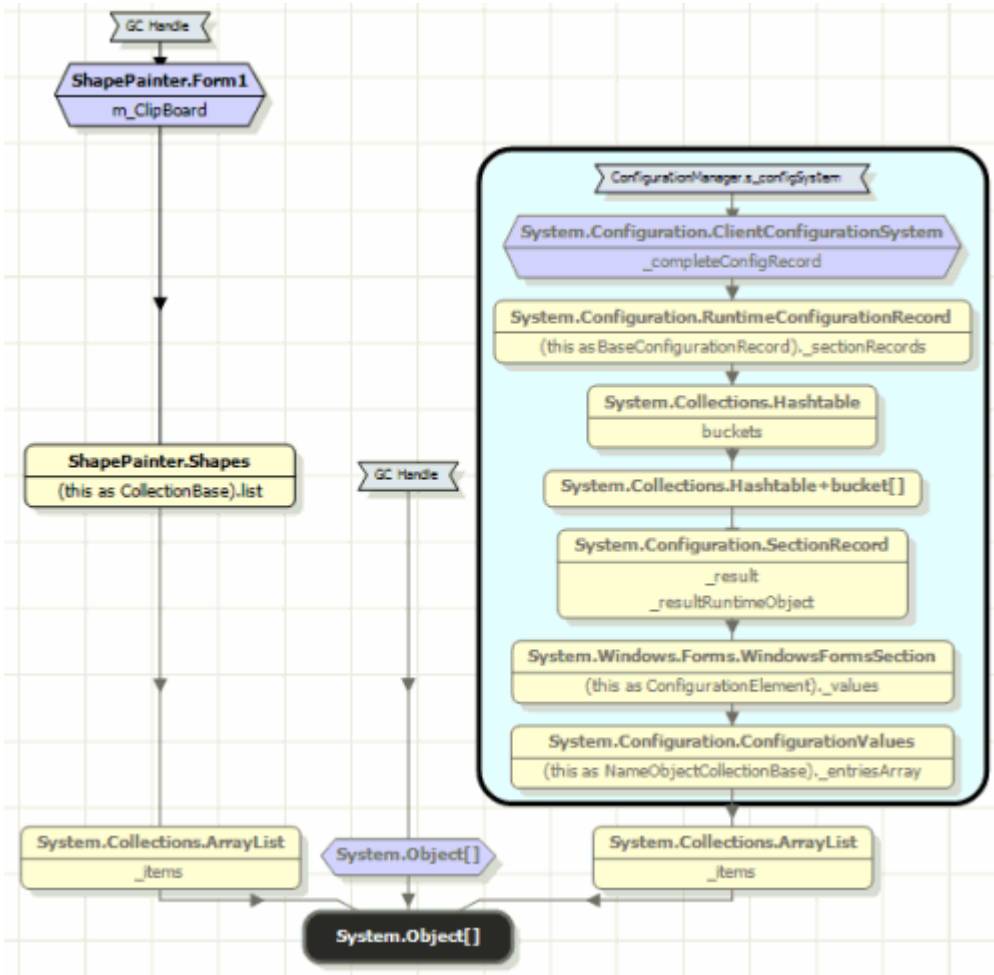 GC Handle
ShapePainter.Form1
m_ClipBoard
ShapePainter.Shapes
(this as CollectionBase).list
System.Collections.ArrayList
_items
GC Handle
System.Object[]
ConfigurationManager.s_configSystem
System.Configuration.ClientConfigurationSystem
_completeConfigRecord
System.Configuration.RuntimeConfigurationRecord
(this as BaseConfigurationRecord)._sectionRecords
System.Collections.Hashtable
buckets
System.Collections.Hashtable+bucket[]
System.Configuration.SectionRecord
_result
_resultRuntimeObject
System.Windows.Forms.WindowsFormsSection
(this as ConfigurationElement)._values
System.Configuration.ConfigurationValues
(this as NameObjectCollectionBase)._entriesArray
System.Collections.ArrayList
_items
System.Object[]